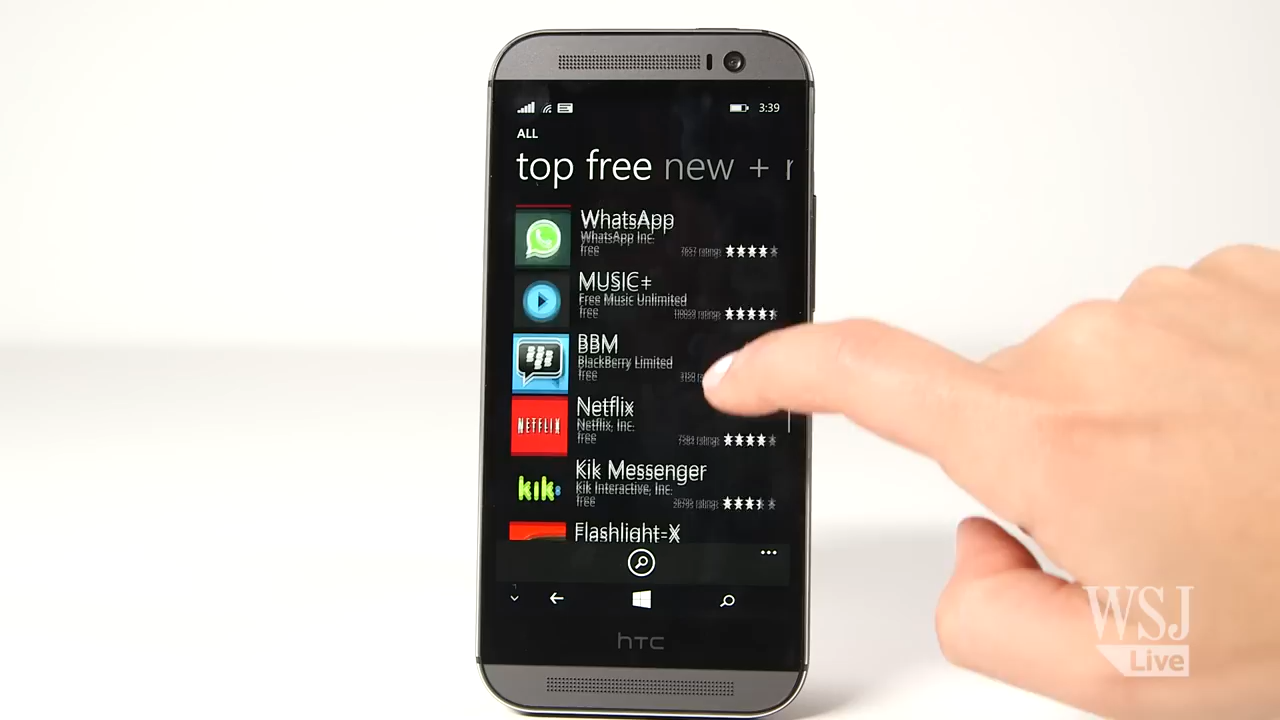 3:39
ALL
top free new +
WhatsApp
WhatsApp Inc.
free
MUSIC+
Free Music Unlimited
free
BBM
BlackBerry Limited
free
NETFLIX
Netflix
Netflix, Inc.
free
kik
Kik Messenger
Kik Interactive, Inc.
free
Flashlight-X
hTC
WSJ
Live